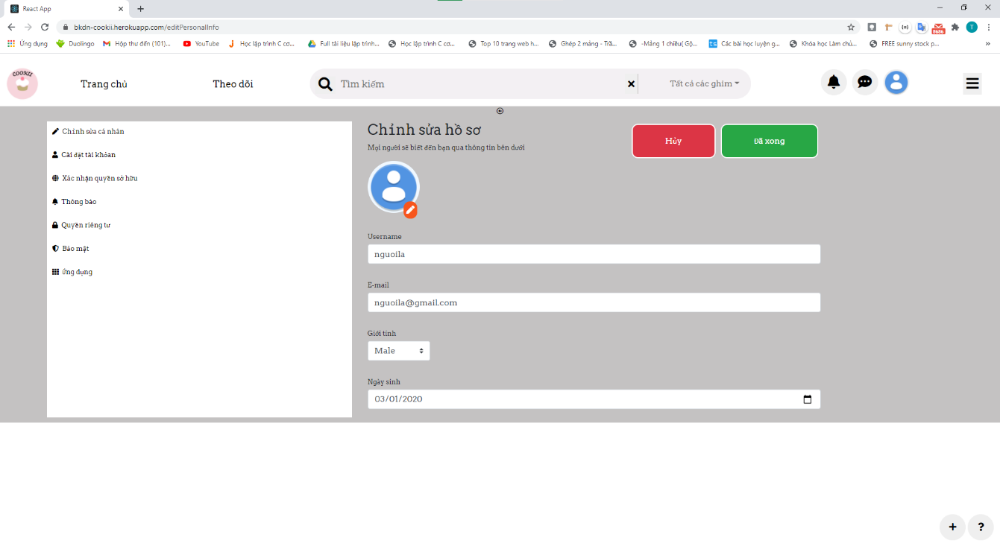 React App
bkdn-cookii.herokuapp.com/editPersonalInfo
T
9686
Ứng dụng
Duolingo
Hộp thư đến (101)...
YouTube
Học lập trình C cơ...
Full tài liệu lập trình...
Học lập trình C cơ...
Top 10 trang web h...
Ghép 2 mảng - Trầ...
-Mảng 1 chiều( Gộ...
ts Các bài học luyện g...
Khóa học Làm chủ...
FREE sunny stock p...
COOKII
Trang chủ
Theo dõi
Tìm kiếm
Tất cả các ghim
Chỉnh sửa cá nhân
Cài đặt tài khoản
Xác nhận quyền sở hữu
Thông báo
Quyền riêng tư
Bảo mật
ứng dụng
Chỉnh sửa hồ sơ
Mọi người sẽ biết đến bạn qua thông tin bên dưới
Hủy
Đã xong
Username
nguoila
E-mail
nguoila@gmail.com
Giới tính
Male
Ngày sinh
03/01/2020
+
?